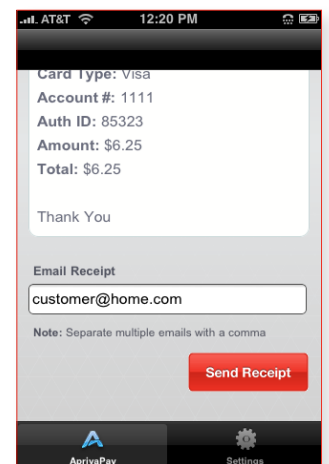 AT&T 12:20 PM
Card Type: Visa
Account #: 1111
Auth ID: 85323
Amount: $6.25
Total: $6.25
Thank You
Email Receipt
customer@home.com
Note: Separate multiple emails with a comma
Send Receipt
AprivaPay Settings